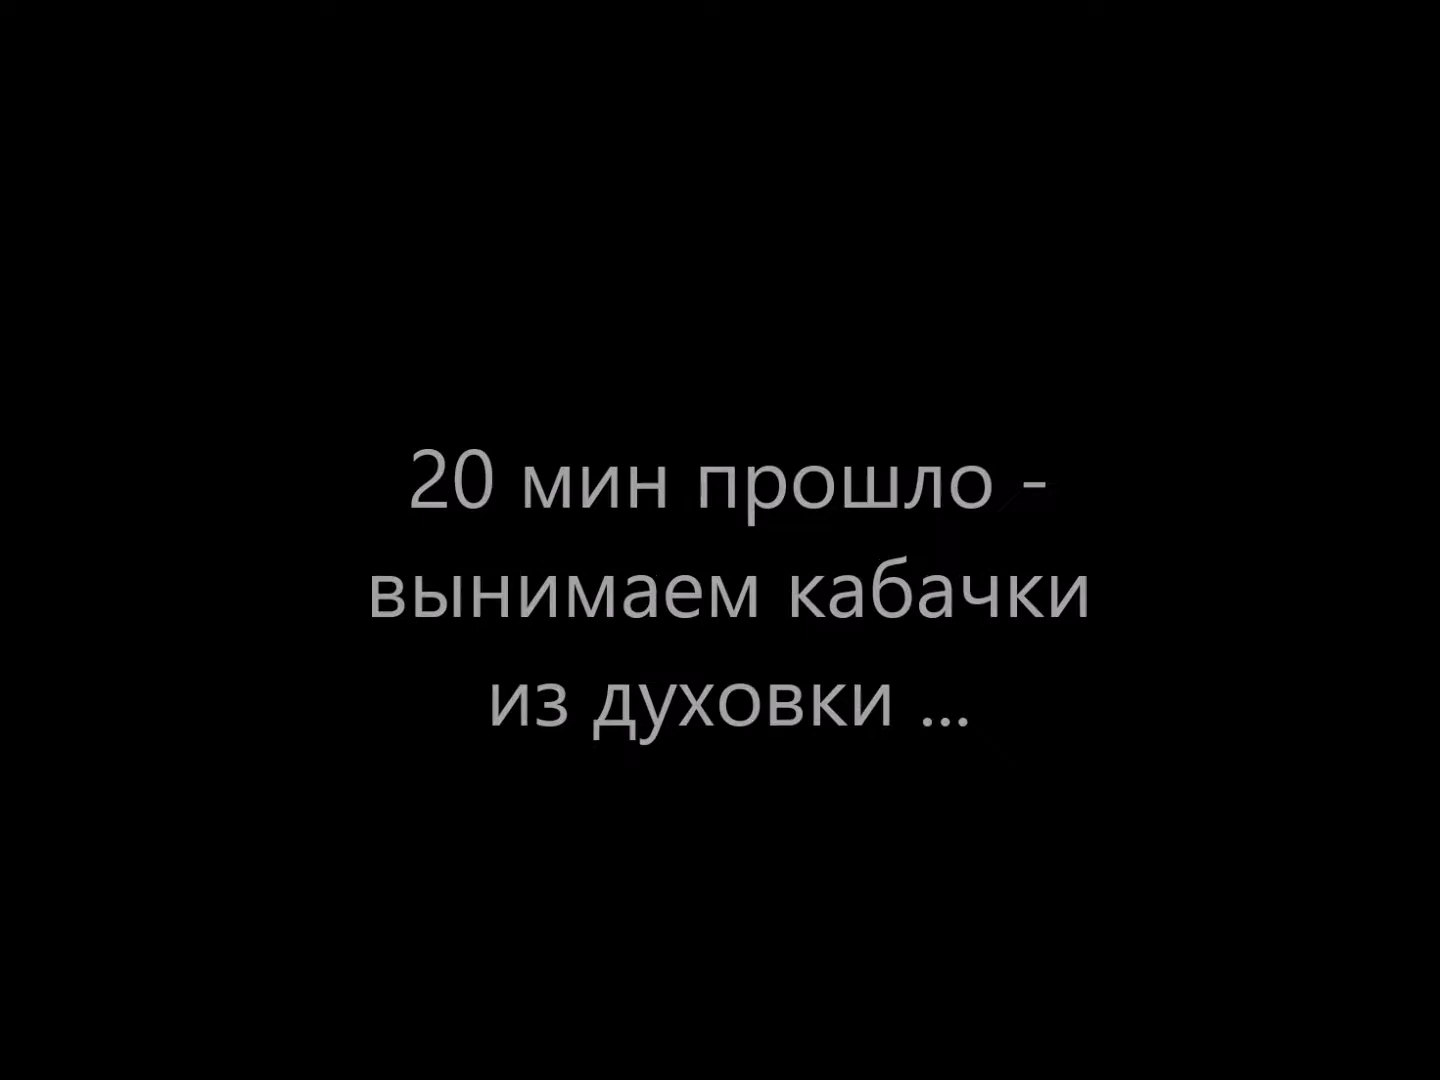 20 мин прошло -
вынимаем кабачки
из духовки ...